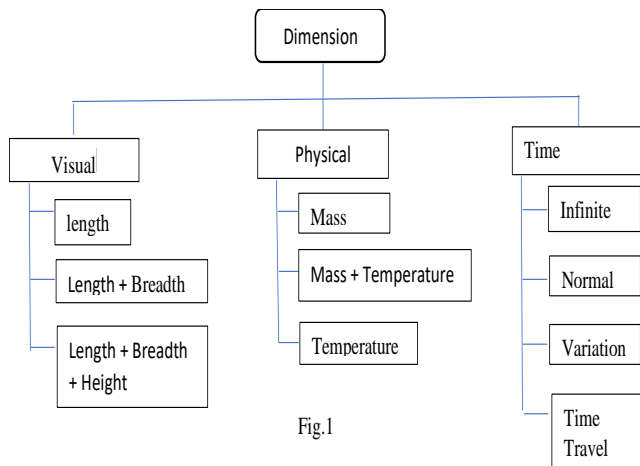 Dimension
Visual
length
Length + Breadth
Length + Breadth
+ Height
Physical
Mass
Mass + Temperature
Temperature
Time
Infinite
Normal
Variation
Time
Travel
Fig.1